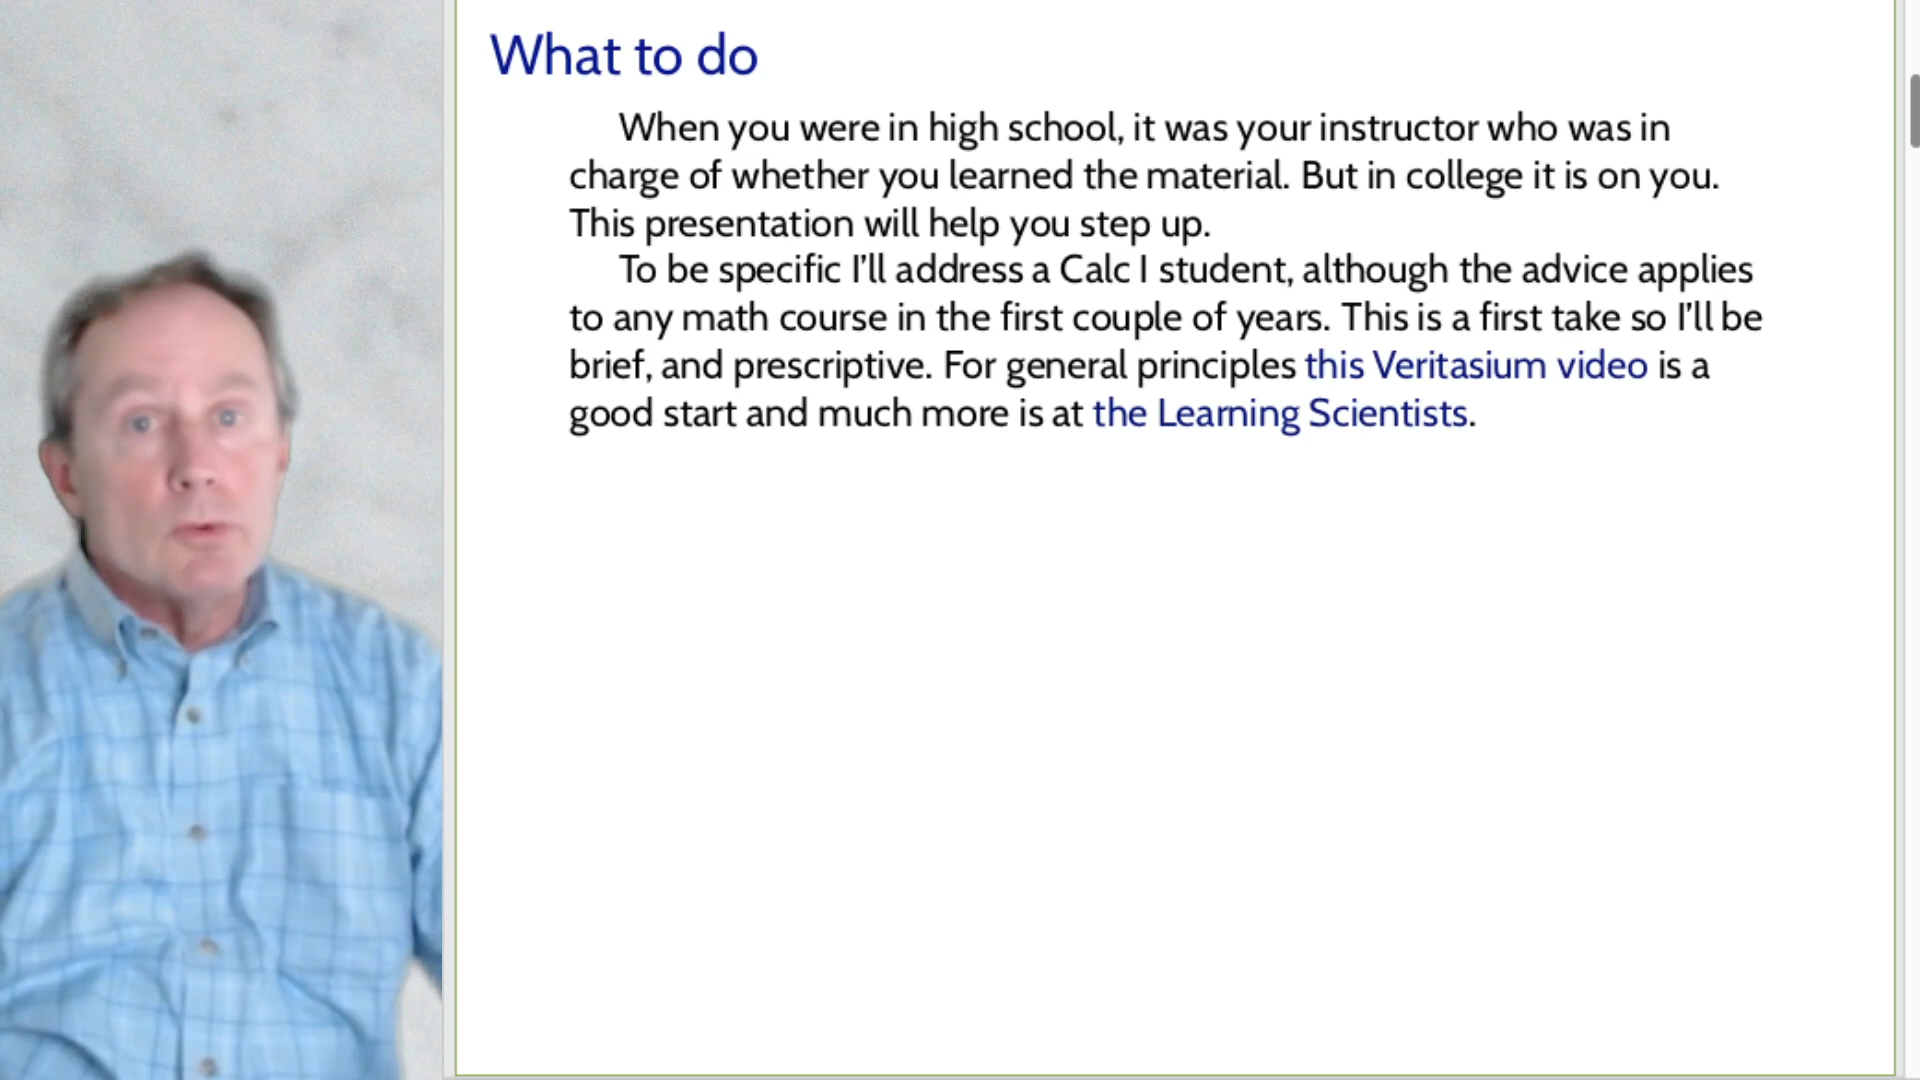 What to do
When you were in high school, it was your instructor who was in
charge of whether you learned the material. But in college it is on you.
This presentation will help you step up.
To be specific I'll address a Calc I student, although the advice applies
to any math course in the first couple of years. This is a first take so I'll be
brief, and prescriptive. For general principles this Veritasium video is a
good start and much more is at the Learning Scientists.